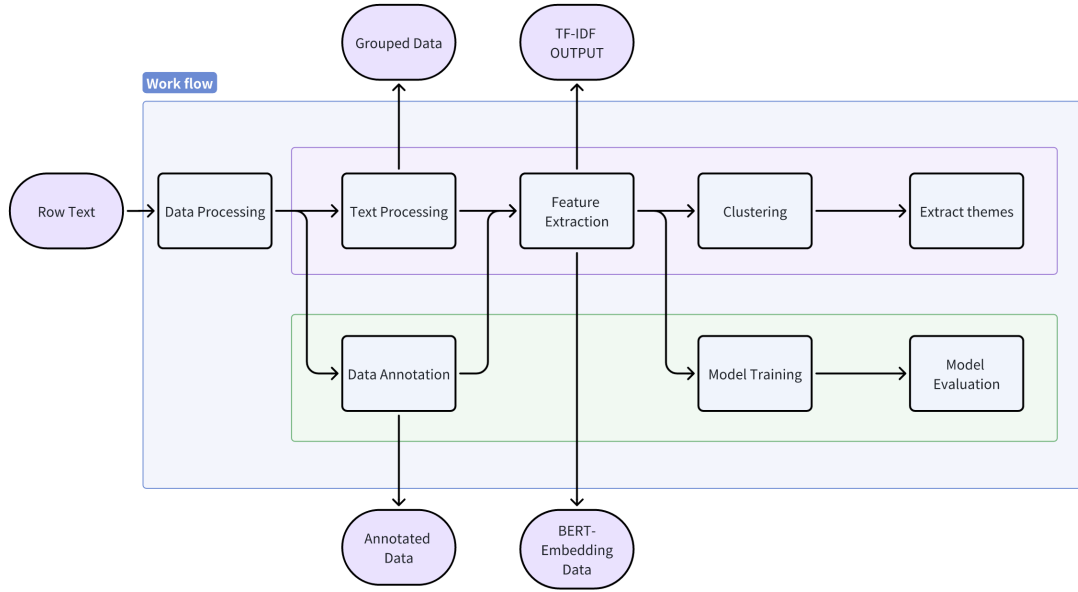 Grouped Data
TF-IDF
OUTPUT
Work flow
Row Text
Data Processing
Text Processing
Feature
Extraction
Clustering
Extract themes
Data Annotation
Model Training
Model
Evaluation
Annotated
Data
BERT-
Embedding
Data